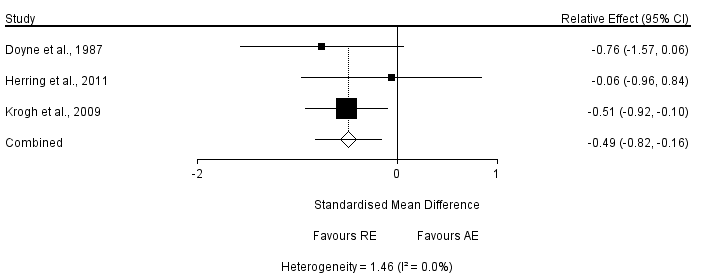 Study Relative Effect (95% CI)
Doyne et al., 1987 -0.76 (-1.57, 0.06)
Herring et al., 2011 -0.06 (-0.96, 0.84)
Krogh et al., 2009 -0.51 (-0.92, -0.10)
Combined -0.49 (-0.82, -0.16)
-2 0 1
Standardised Mean Difference
Favours RE Favours AE
Heterogeneity = 1.46 (I² = 0.0%)